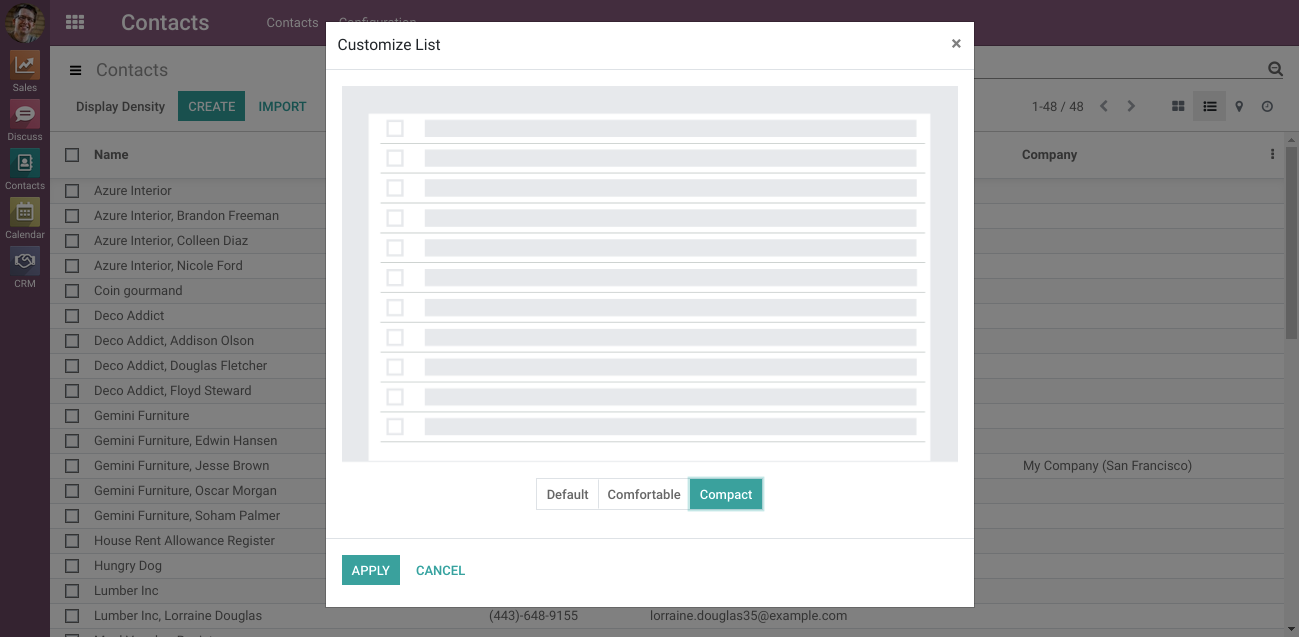 Contacts
Contacts
Configuration
Customize List
×
Sales
Discuss
Contacts
Calendar
CRM
Contacts
Display Density
CREATE
IMPORT
1-48 / 48
Name
Company
Azure Interior
Azure Interior, Brandon Freeman
Azure Interior, Colleen Diaz
Azure Interior, Nicole Ford
Coin gourmand
Deco Addict
Deco Addict, Addison Olson
Deco Addict, Douglas Fletcher
Deco Addict, Floyd Steward
Gemini Furniture
Gemini Furniture, Edwin Hansen
Gemini Furniture, Jesse Brown
My Company (San Francisco)
Gemini Furniture, Oscar Morgan
Gemini Furniture, Soham Palmer
House Rent Allowance Register
Hungry Dog
Lumber Inc
Lumber Inc, Lorraine Douglas
(443)-648-9155
lorraine.douglas35@example.com
Default
Comfortable
Compact
APPLY
CANCEL